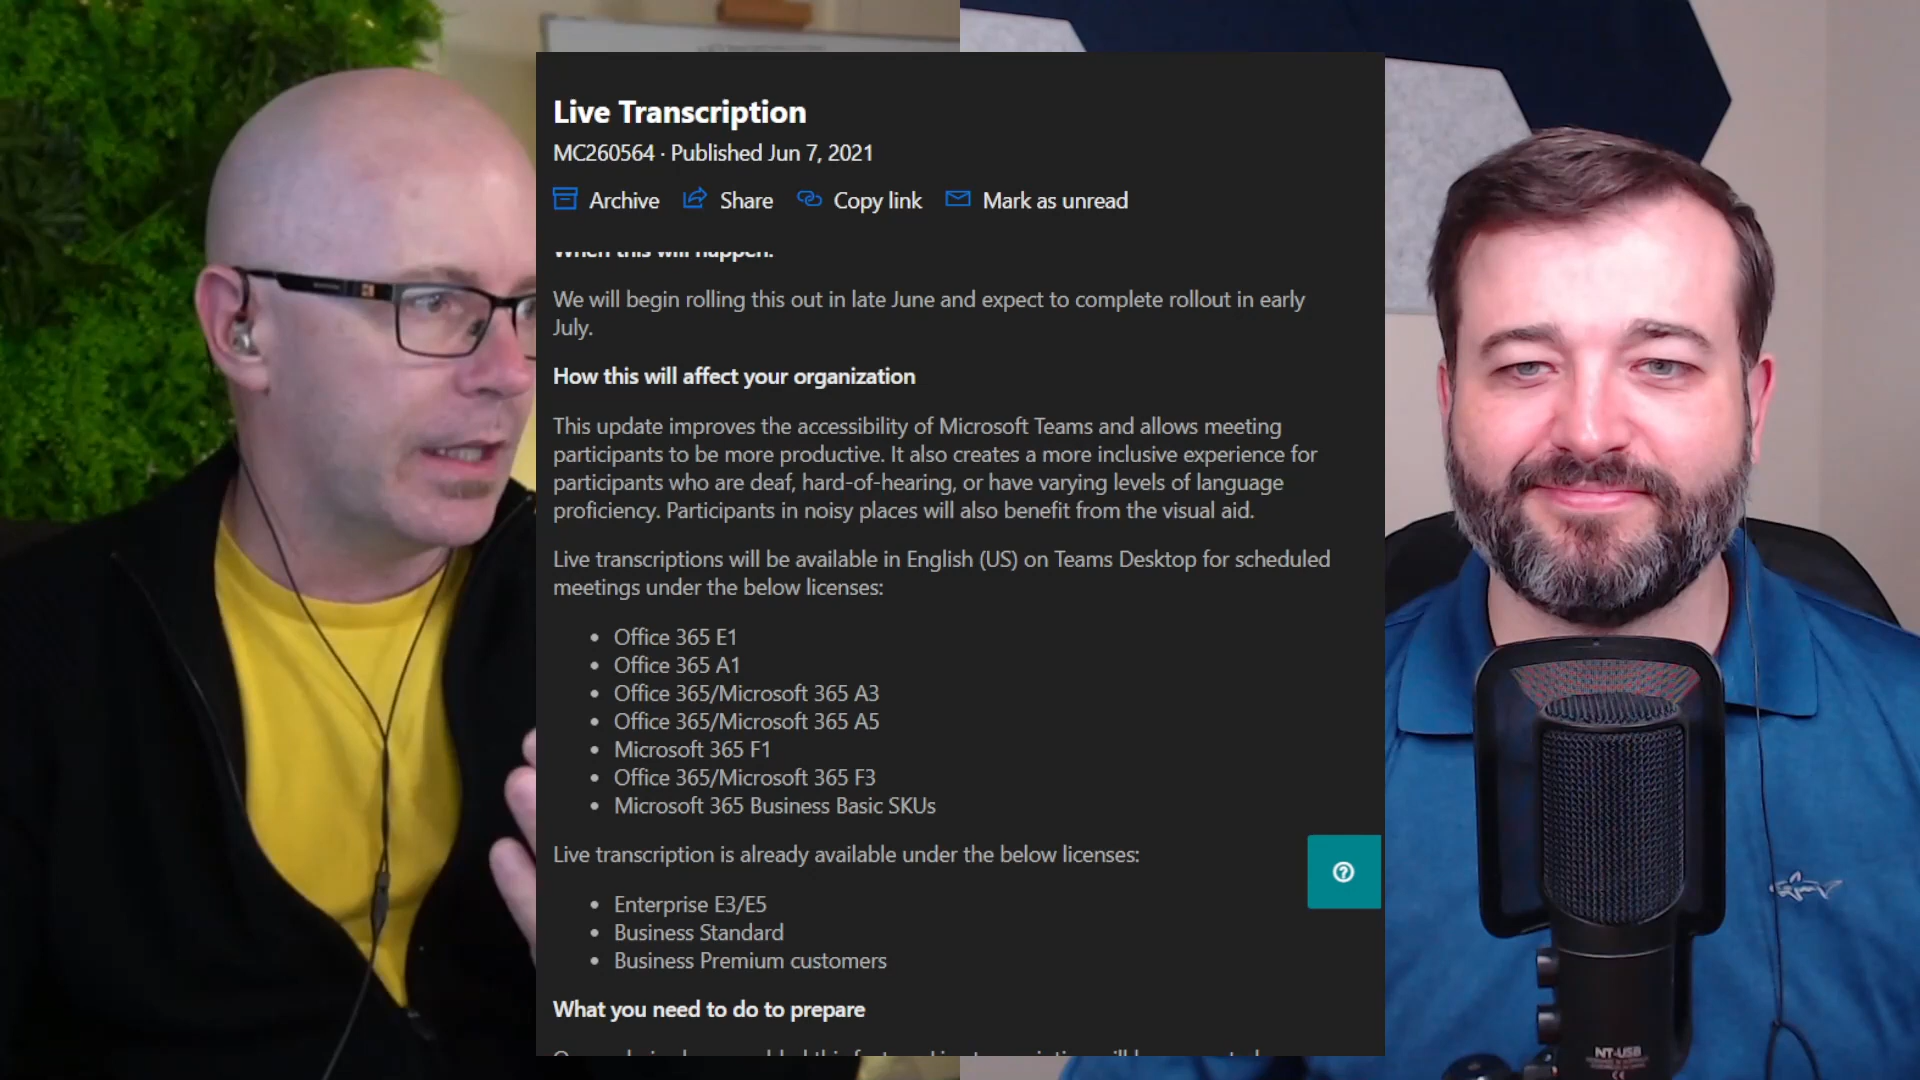 Live Transcription
MC260564 · Published Jun 7, 2021
Archive Share Copy link Mark as unread
When this will happen:
We will begin rolling this out in late June and expect to complete rollout in early
July.
How this will affect your organization
This update improves the accessibility of Microsoft Teams and allows meeting
participants to be more productive. It also creates a more inclusive experience for
participants who are deaf, hard-of-hearing, or have varying levels of language
proficiency. Participants in noisy places will also benefit from the visual aid.
Live transcriptions will be available in English (US) on Teams Desktop for scheduled
meetings under the below licenses:
• Office 365 E1
• Office 365 A1
• Office 365/Microsoft 365 A3
• Office 365/Microsoft 365 A5
• Microsoft 365 F1
• Office 365/Microsoft 365 F3
• Microsoft 365 Business Basic SKUs
Live transcription is already available under the below licenses:
• Enterprise E3/E5
• Business Standard
• Business Premium customers
What you need to do to prepare
NT-USB